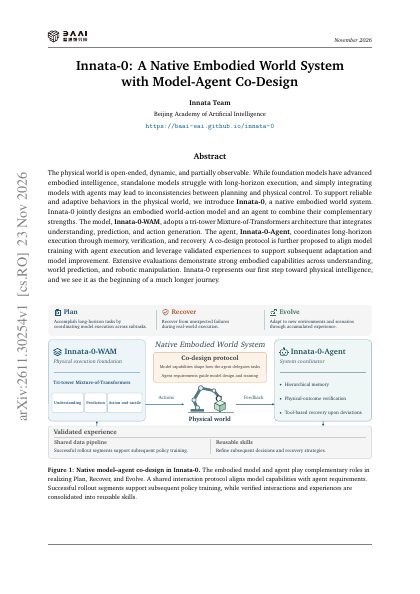 BAAI
智源研究院
November 2026
Innata-0: A Native Embodied World System
with Model-Agent Co-Design
Innata Team
Beijing Academy of Artificial Intelligence
https://baai-eai.github.io/innata-0
Abstract
The physical world is open-ended, dynamic, and partially observable. While foundation models have advanced
embodied intelligence, standalone models struggle with long-horizon execution, and simply integrating
models with agents may lead to inconsistencies between planning and physical control. To support reliable
and adaptive behaviors in the physical world, we introduce Innata-0, a native embodied world system.
Innata-0 jointly designs an embodied world-action model and an agent to combine their complementary
strengths. The model, Innata-0-WAM, adopts a tri-tower Mixture-of-Transformers architecture that integrates
understanding, prediction, and action generation. The agent, Innata-0-Agent, coordinates long-horizon
execution through memory, verification, and recovery. A co-design protocol is further proposed to align model
training with agent execution and leverage validated experiences to support subsequent adaptation and
model improvement. Extensive evaluations demonstrate strong embodied capabilities across understanding,
world prediction, and robotic manipulation. Innata-0 represents our first step toward physical intelligence,
and we see it as the beginning of a much longer journey.
arXiv:2611.30254v1 [cs.RO] 23 Nov 2026
Plan
Accomplish long-horizon tasks by
coordinating model execution across subtasks.
Recover
Recover from unexpected failures
during real-world execution.
Evolve
Adapt to new environments and scenarios
through accumulated experience.
Innata-0-WAM
Physical execution foundation
Tri-tower Mixture-of-Transformers
Understanding
Prediction
Action and tactile
Native Embodied World System
Co-design protocol
Model capabilities shape how the agent delegates tasks
Agent requirements guide model design and training
Actions
Feedback
Physical world
Innata-0-Agent
System coordinator
• Hierarchical memory
• Physical-outcome verification
• Tool-based recovery upon deviations
Validated experience
Shared data pipeline
Successful rollout segments support subsequent policy training.
Reusable skills
Refine subsequent decisions and recovery strategies.
Figure 1: Native model–agent co-design in Innata-0. The embodied model and agent play complementary roles in
realizing Plan, Recover, and Evolve. A shared interaction protocol aligns model capabilities with agent requirements.
Successful rollout segments support subsequent policy training, while verified interactions and experiences are
consolidated into reusable skills.